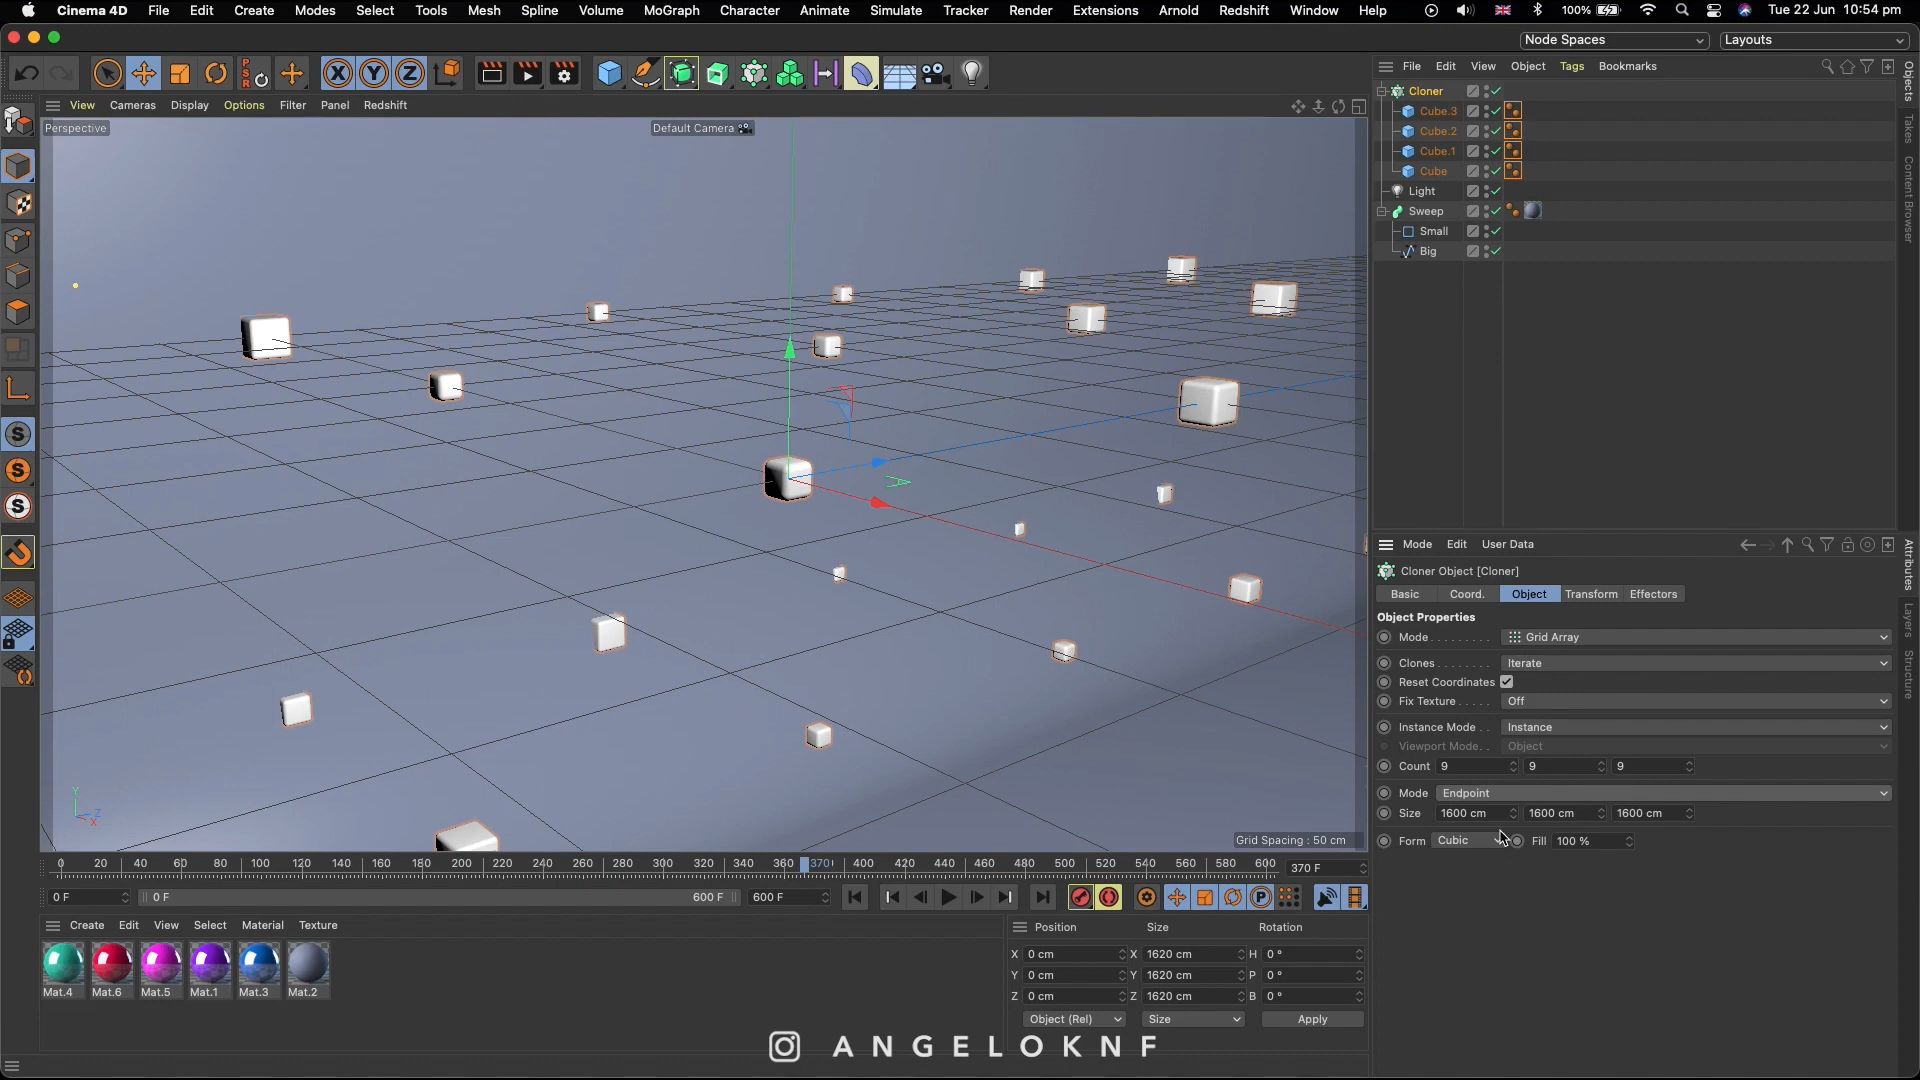 Cinema 4D File Edit Create Modes Select Tools Mesh Spline Volume MoGraph Character Animate Simulate Tracker Render Extensions Arnold Redshift Window Help 100% Tue 22 Jun 10:54 pm
Node Spaces Layouts
File Edit View Object Tags Bookmarks
View Cameras Display Options Filter Panel Redshift
Perspective
Default Camera
Cloner
Cube.3
Cube.2
Cube.1
Cube
Light
Sweep
Small
Big
Objects
Takes
Content Browser
Mode Edit User Data
Cloner Object [Cloner]
Basic Coord. Object Transform Effectors
Object Properties
Mode Grid Array
Clones Iterate
Reset Coordinates
Fix Texture Off
Instance Mode Instance
Viewport Mode Object
Count 9 9 9
Mode Endpoint
Size 1600 cm 1600 cm 1600 cm
Form Cubic Fill 100 %
Attributes
Layers
Structure
Y
Z
X
Grid Spacing : 50 cm
0 20 40 60 80 100 120 140 160 180 200 220 240 260 280 300 320 340 360 370 400 420 440 460 480 500 520 540 560 580 600 370 F
0 F 0 F 600 F 600 F
Create Edit View Select Material Texture
Mat.4 Mat.6 Mat.5 Mat.1 Mat.3 Mat.2
Position Size Rotation
X 0 cm X 1620 cm H 0 °
Y 0 cm Y 1620 cm P 0 °
Z 0 cm Z 1620 cm B 0 °
Object (Rel) Size Apply
ANGELOKNF